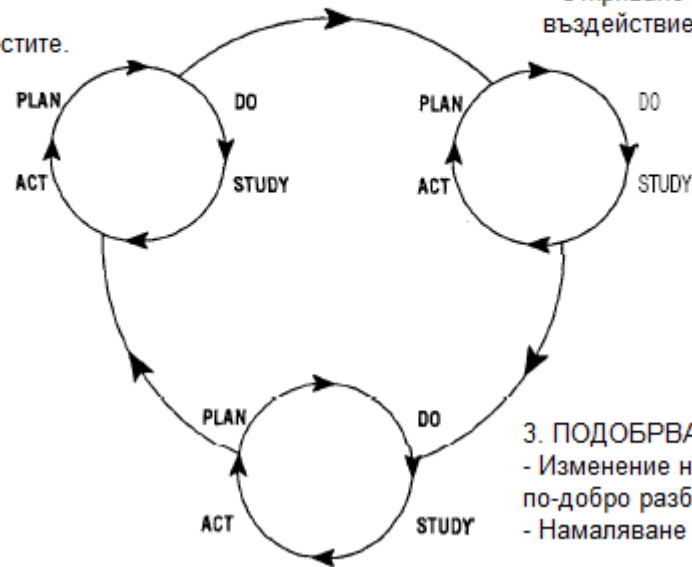 въздействие
остите.
PLAN DO
ACT STUDY
PLAN DO
ACT STUDY
PLAN DO
ACT STUDY
3. ПОДОБРВА
- Изменение н
по-добро разб
- Намаляване